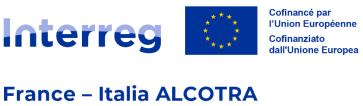 Interreg
Cofinancé par
l'Union Européenne
Cofinanziato
dall'Unione Europea
France – Italia ALCOTRA